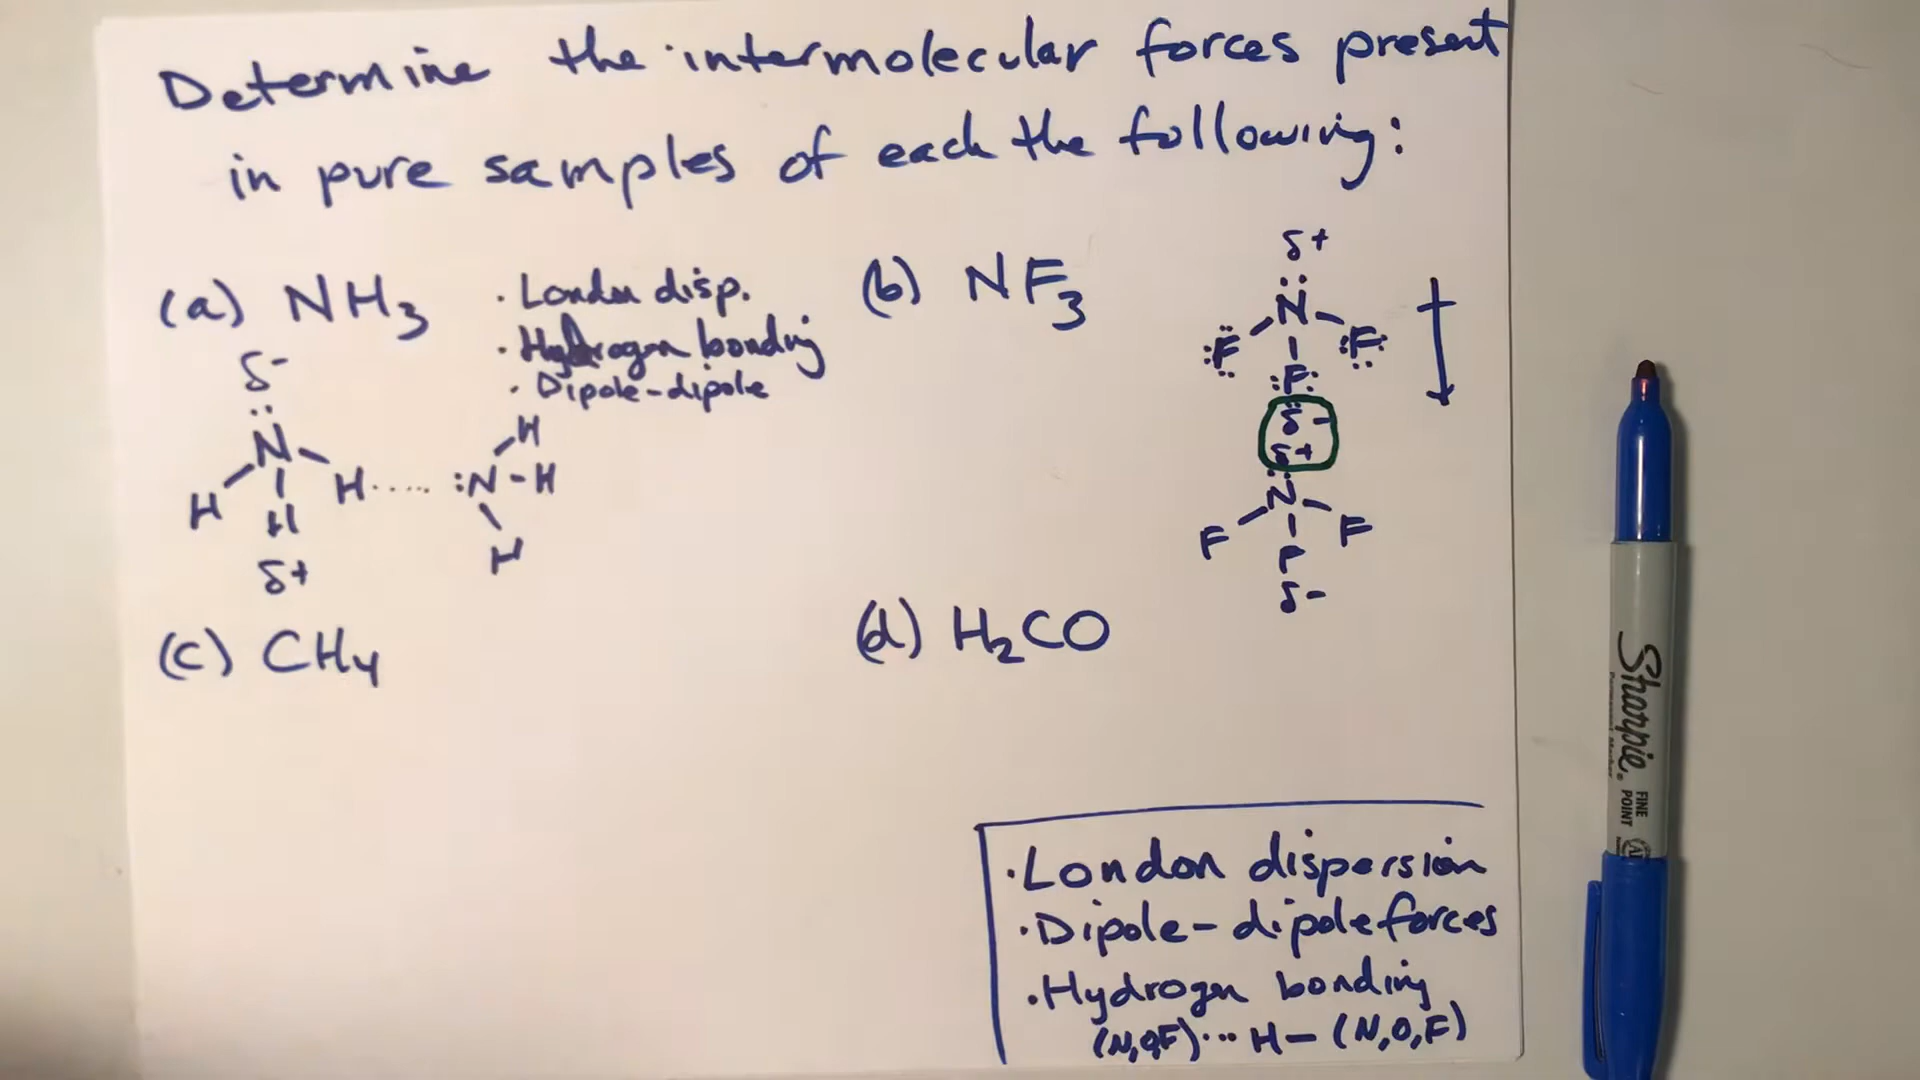 Determine the intermolecular forces present
in pure samples of each the following:
(a) NH3
· London disp.
· Hydrogen bonding
· Dipole-dipole
δ-
N
H H H ..... :N-H
H
H
δ+
(b) NF3
δ+
N
F F
F
δ-
δ+
N
F F
F
δ-
(c) CH4
(d) H2CO
· London dispersion
· Dipole-dipole forces
· Hydrogen bonding
(N,O,F)··· H-(N,O,F)
Sharpie.
FINE
POINT